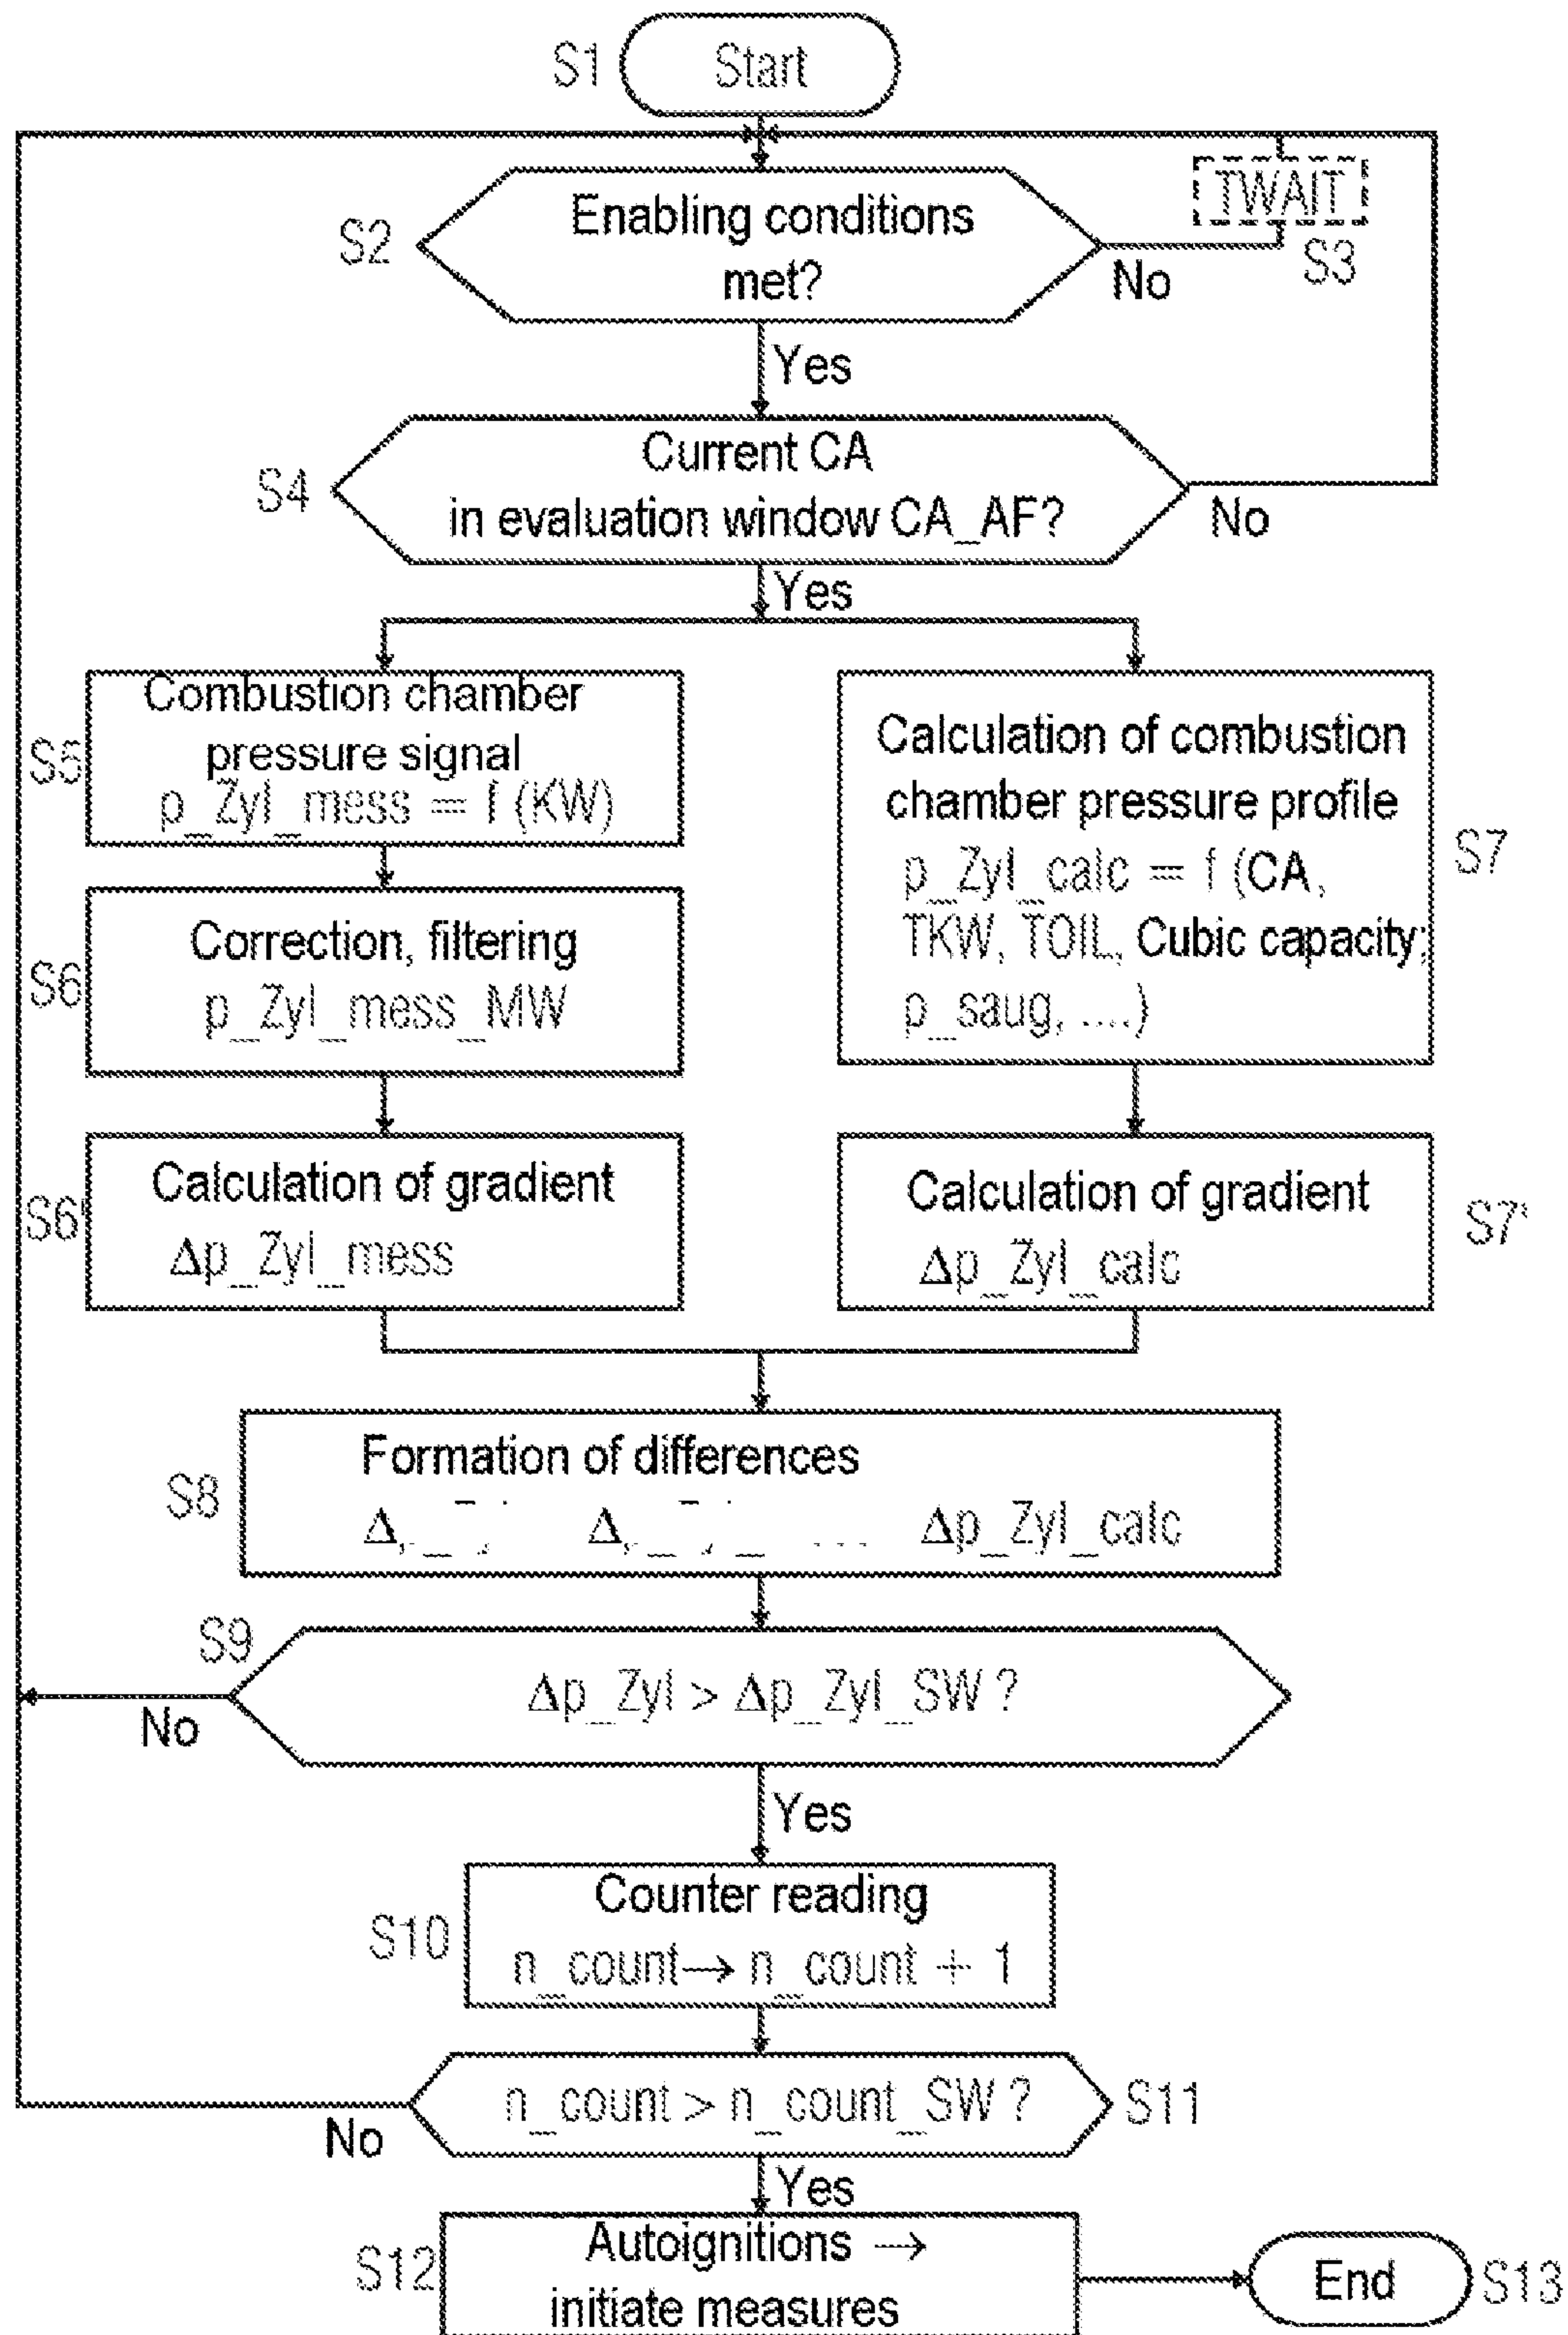 S1
Start
TWAIT
S3
S2
Enabling conditions
met?
No
Yes
S4
Current CA
in evaluation window CA_AF?
No
Yes
S5
Combustion chamber
pressure signal
p_Zyl_mess = f (KW)
S6
Correction, filtering
p_Zyl_mess_MW
S6'
Calculation of gradient
Δp_Zyl_mess
Calculation of combustion
chamber pressure profile
p_Zyl_calc = f (CA,
TKW, TOIL, Cubic capacity;
p_saug, ....)
S7
Calculation of gradient
Δp_Zyl_calc
S7'
S8
Formation of differences
Δ Δ Δp_Zyl_calc
S9
Δp_Zyl > Δp_Zyl_SW ?
No
Yes
S10
Counter reading
n_count→ n_count + 1
n_count > n_count_SW ?
S11
No
Yes
S12
Autoignitions →
initiate measures
End
S13